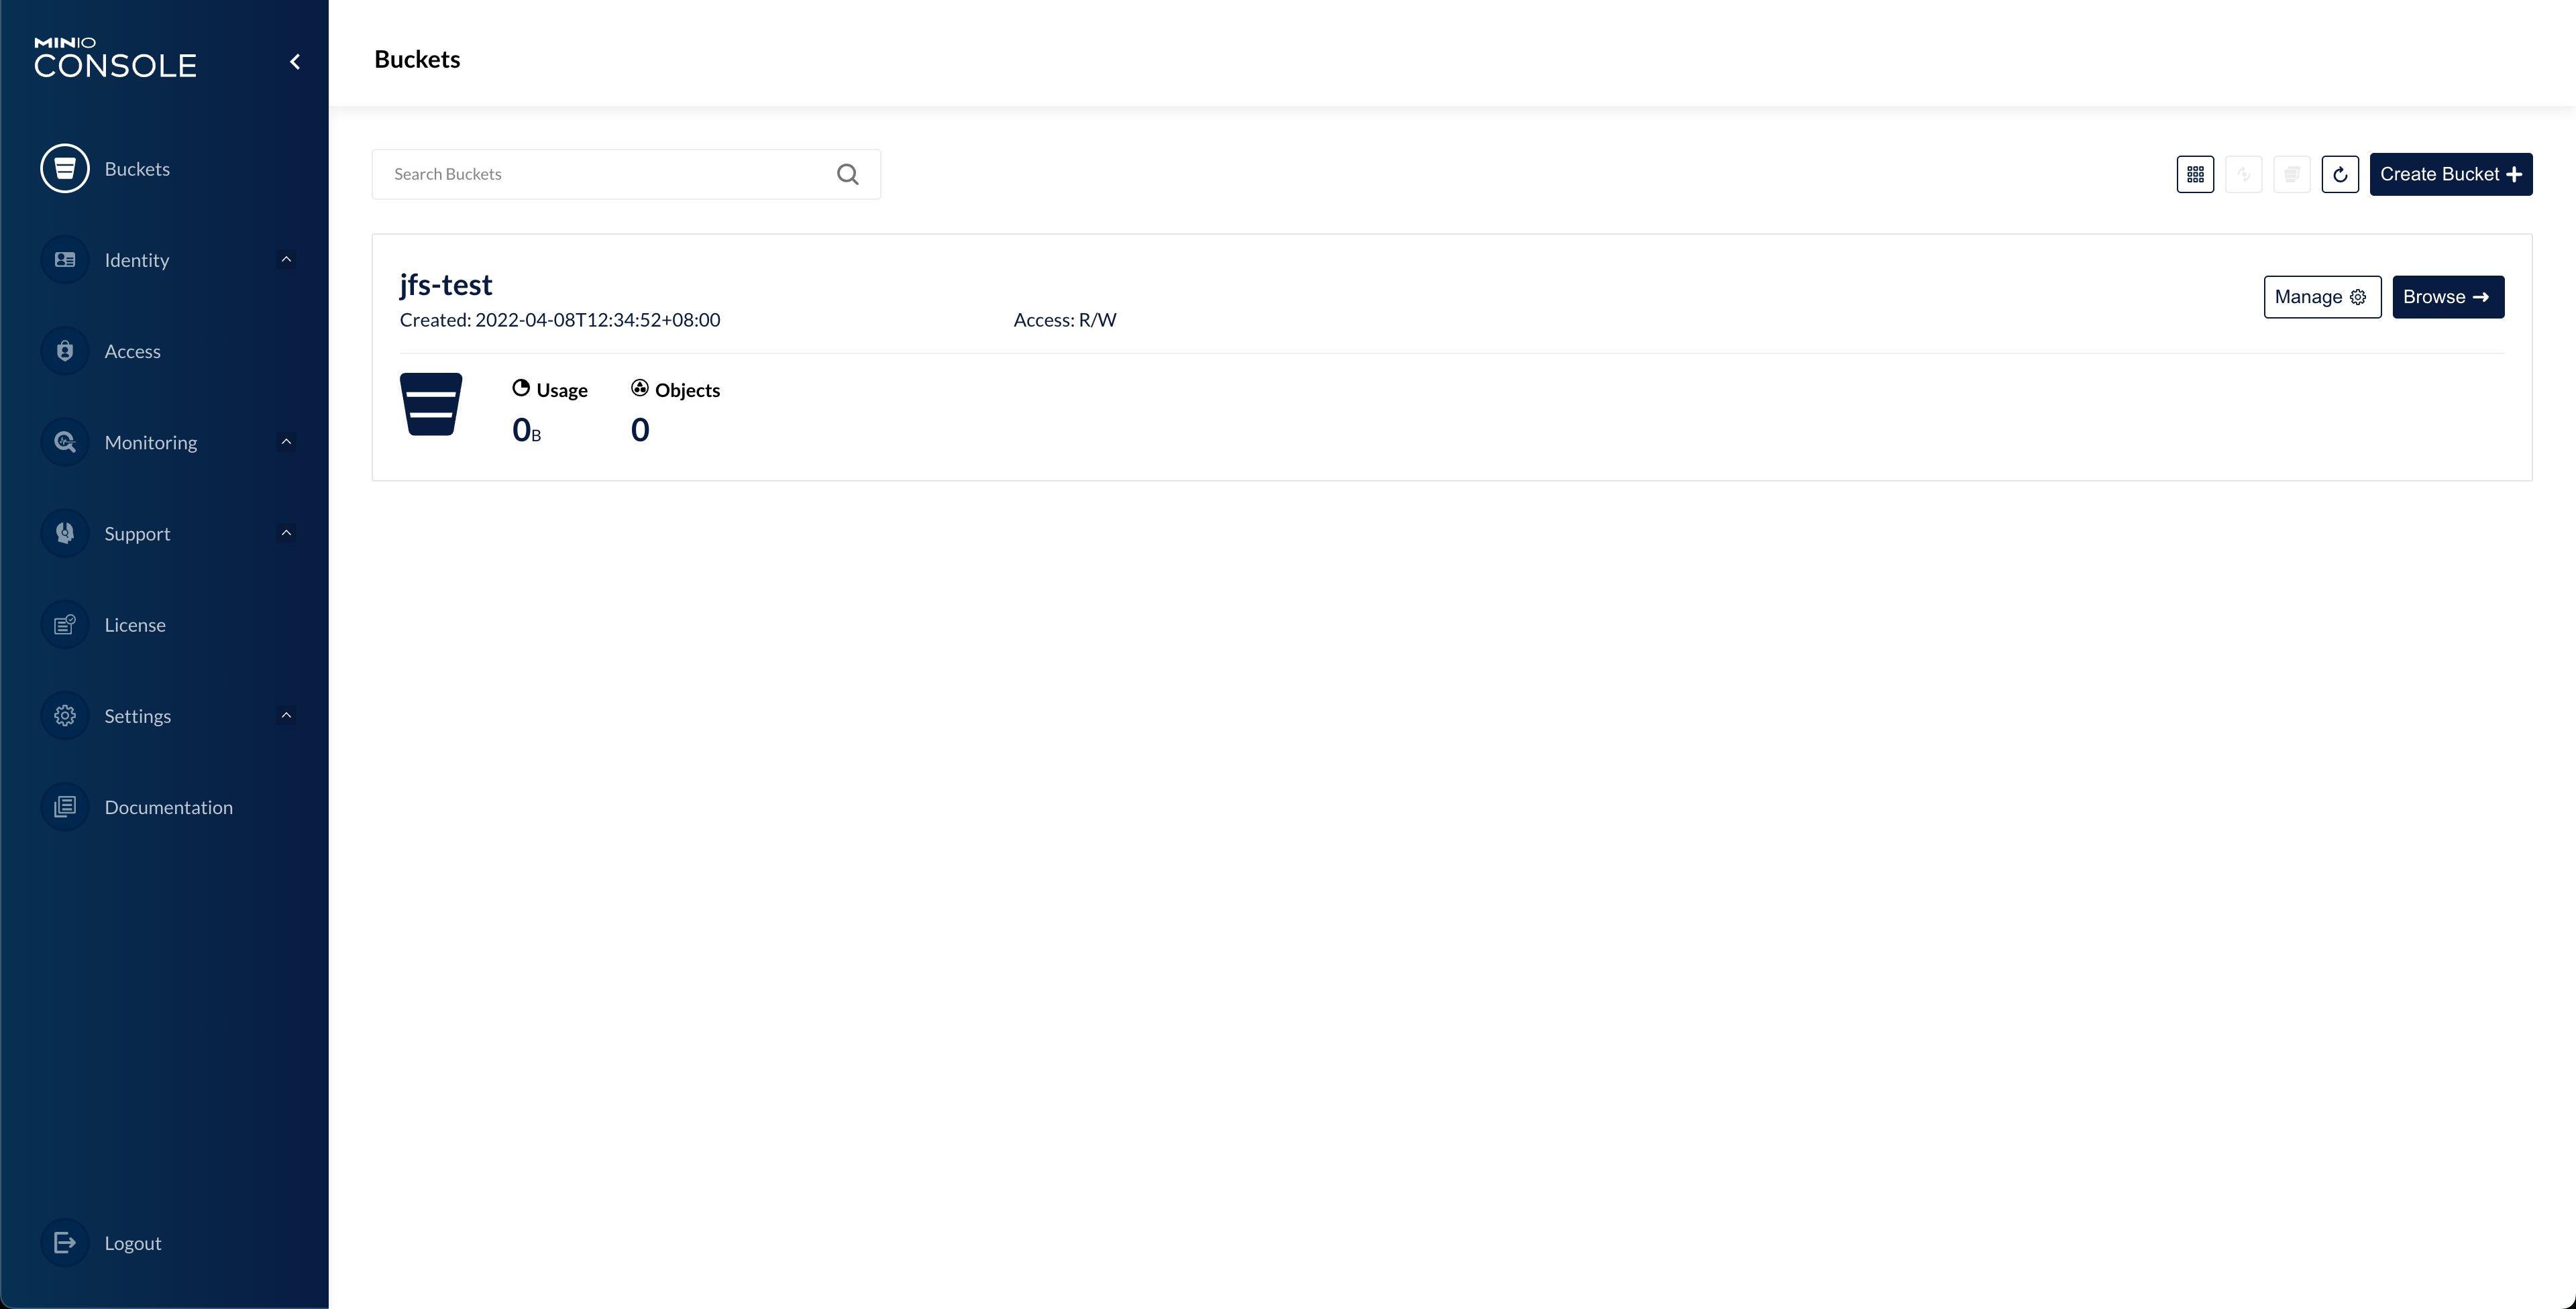 MINIO
CONSOLE
Buckets
Identity
Access
Monitoring
Support
License
Settings
Documentation
Logout
Buckets
Search Buckets
Create Bucket
jfs-test
Created: 2022-04-08T12:34:52+08:00
Access: R/W
Manage
Browse
Usage
0B
Objects
0